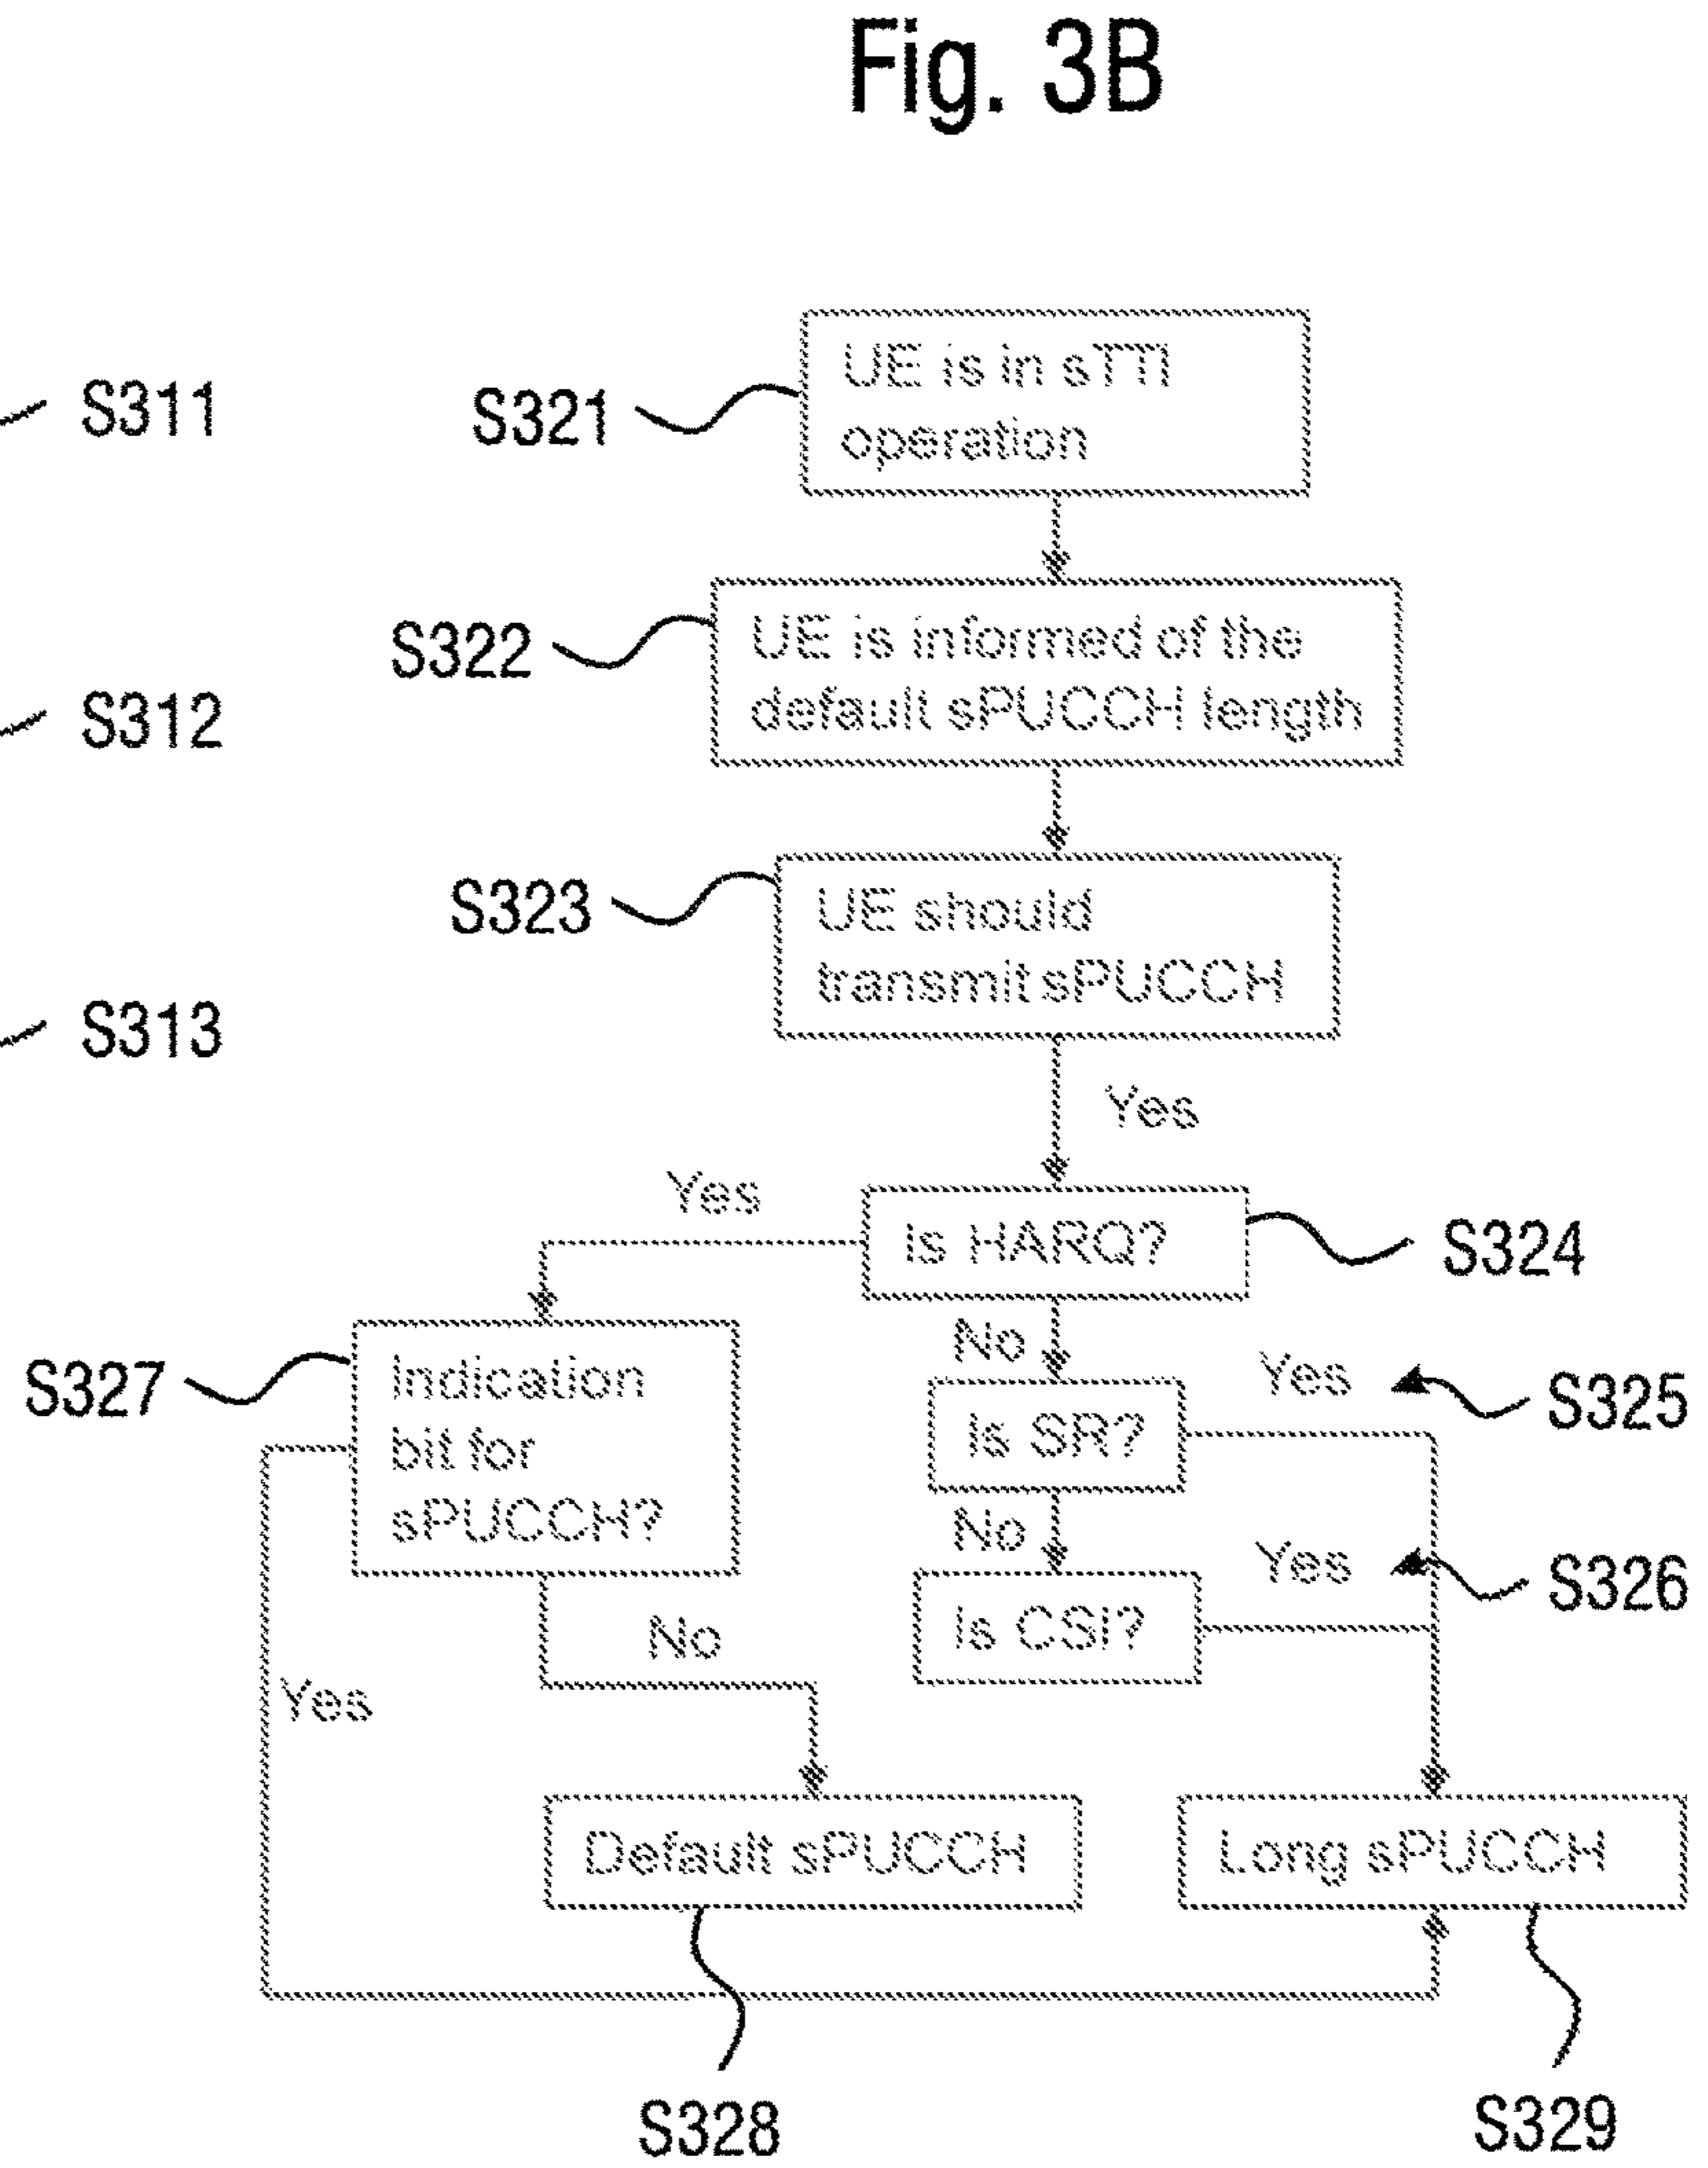 Fig. 3B
S311
S321
UE is in sTTI
operation
S322
UE is informed of the
default sPUCCH length
S312
S323
UE should
transmit sPUCCH
S313
Yes
Yes
Is HARQ?
S324
No
S327
Indication
bit for
sPUCCH?
Is SR?
Yes
S325
No
Is CSI?
Yes
S326
No
Yes
Default sPUCCH
Long sPUCCH
S328
S329